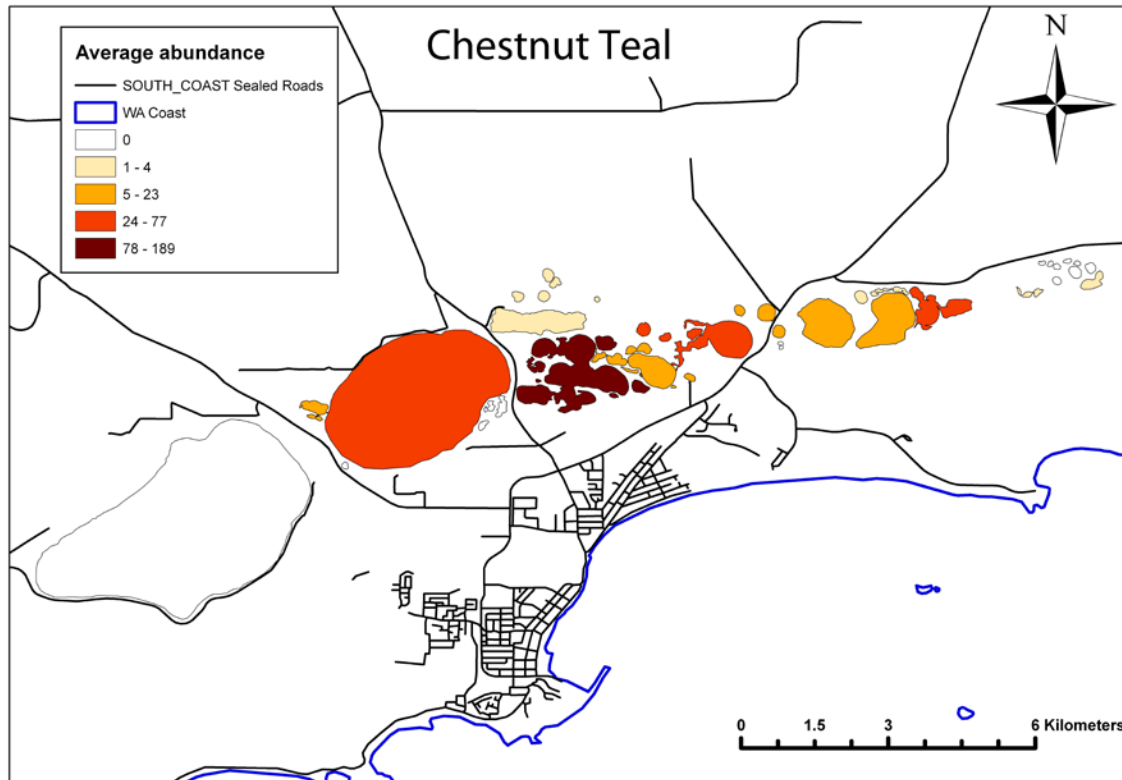 Chestnut Teal
N
Average abundance
SOUTH_COAST Sealed Roads
WA Coast
0
1 - 4
5 - 23
24 - 77
78 - 189
0 1.5 3 6 Kilometers